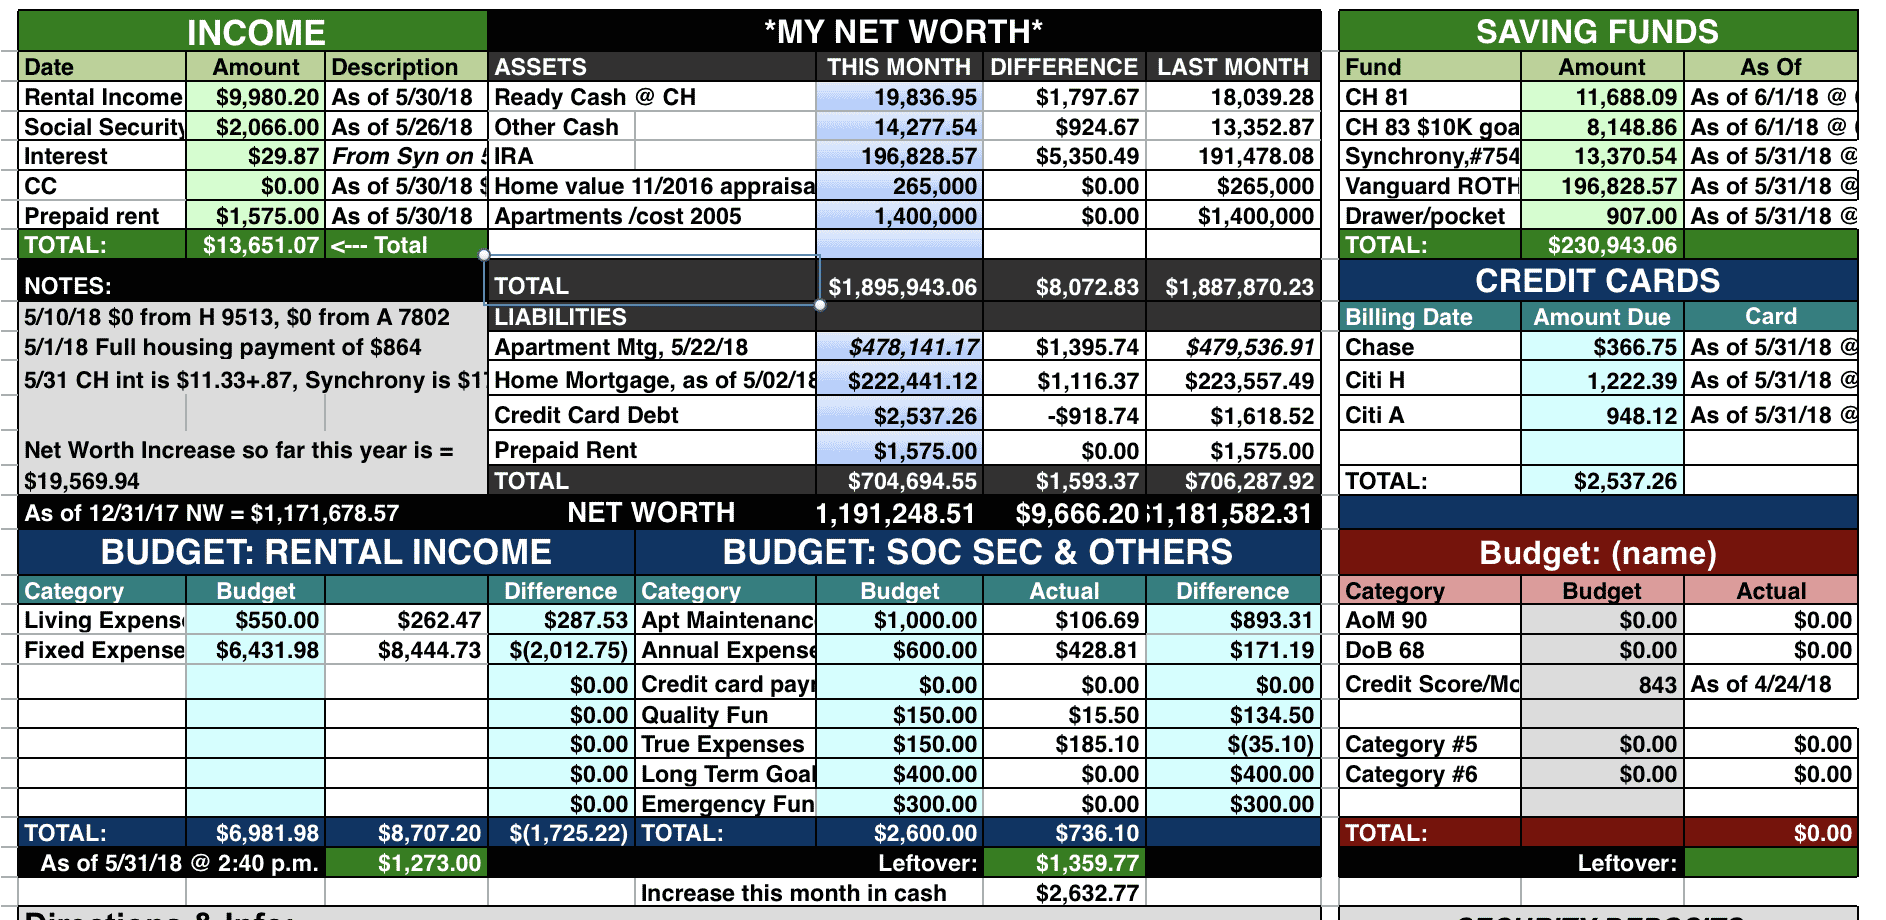 INCOME *MY NET WORTH* SAVING FUNDS
Date Amount Description ASSETS THIS MONTH DIFFERENCE LAST MONTH Fund Amount As Of
Rental Income $9,980.20 As of 5/30/18 Ready Cash @ CH 19,836.95 $1,797.67 18,039.28 CH 81 11,688.09 As of 6/1/18 @
Social Security $2,066.00 As of 5/26/18 Other Cash 14,277.54 $924.67 13,352.87 CH 83 $10K goa 8,148.86 As of 6/1/18 @
Interest $29.87 From Syn on 5 IRA 196,828.57 $5,350.49 191,478.08 Synchrony,#754 13,370.54 As of 5/31/18 @
CC $0.00 As of 5/30/18 $ Home value 11/2016 appraisa 265,000 $0.00 $265,000 Vanguard ROTH 196,828.57 As of 5/31/18 @
Prepaid rent $1,575.00 As of 5/30/18 Apartments /cost 2005 1,400,000 $0.00 $1,400,000 Drawer/pocket 907.00 As of 5/31/18 @
TOTAL: $13,651.07 <--- Total TOTAL: $230,943.06
NOTES: TOTAL $1,895,943.06 $8,072.83 $1,887,870.23 CREDIT CARDS
5/10/18 $0 from H 9513, $0 from A 7802 LIABILITIES Billing Date Amount Due Card
5/1/18 Full housing payment of $864 Apartment Mtg, 5/22/18 $478,141.17 $1,395.74 $479,536.91 Chase $366.75 As of 5/31/18 @
5/31 CH int is $11.33+.87, Synchrony is $17 Home Mortgage, as of 5/02/18 $222,441.12 $1,116.37 $223,557.49 Citi H 1,222.39 As of 5/31/18 @
Credit Card Debt $2,537.26 -$918.74 $1,618.52 Citi A 948.12 As of 5/31/18 @
Net Worth Increase so far this year is = Prepaid Rent $1,575.00 $0.00 $1,575.00
$19,569.94 TOTAL $704,694.55 $1,593.37 $706,287.92 TOTAL: $2,537.26
As of 12/31/17 NW = $1,171,678.57 NET WORTH 1,191,248.51 $9,666.20 $1,181,582.31
BUDGET: RENTAL INCOME BUDGET: SOC SEC & OTHERS Budget: (name)
Category Budget Difference Category Budget Actual Difference Category Budget Actual
Living Expens $550.00 $262.47 $287.53 Apt Maintenanc $1,000.00 $106.69 $893.31 AoM 90 $0.00 $0.00
Fixed Expense $6,431.98 $8,444.73 $(2,012.75) Annual Expense $600.00 $428.81 $171.19 DoB 68 $0.00 $0.00
$0.00 Credit card payr $0.00 $0.00 $0.00 Credit Score/Mo 843 As of 4/24/18
$0.00 Quality Fun $150.00 $15.50 $134.50
$0.00 True Expenses $150.00 $185.10 $(35.10) Category #5 $0.00 $0.00
$0.00 Long Term Goal $400.00 $0.00 $400.00 Category #6 $0.00 $0.00
$0.00 Emergency Fun $300.00 $0.00 $300.00
TOTAL: $6,981.98 $8,707.20 $(1,725.22) TOTAL: $2,600.00 $736.10 TOTAL: $0.00
As of 5/31/18 @ 2:40 p.m. $1,273.00 Leftover: $1,359.77 Leftover:
Increase this month in cash $2,632.77
Directions & Info: SECURITY DEPOSITS